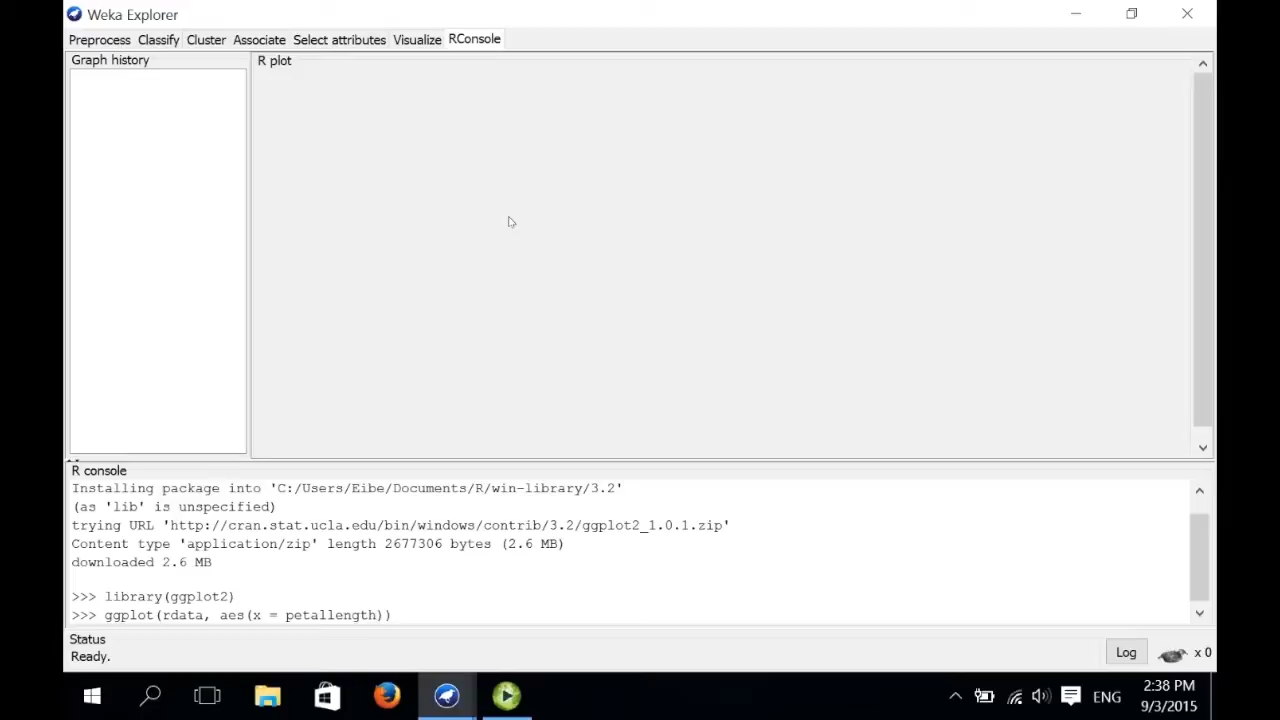 Weka Explorer
Preprocess Classify Cluster Associate Select attributes Visualize RConsole
Graph history
R plot
R console
Installing package into 'C:/Users/Eibe/Documents/R/win-library/3.2'
(as 'lib' is unspecified)
trying URL 'http://cran.stat.ucla.edu/bin/windows/contrib/3.2/ggplot2_1.0.1.zip'
Content type 'application/zip' length 2677306 bytes (2.6 MB)
downloaded 2.6 MB
>>> library(ggplot2)
>>> ggplot(rdata, aes(x = petallength))
Status
Ready.
Log
x 0
ENG
2:38 PM
9/3/2015